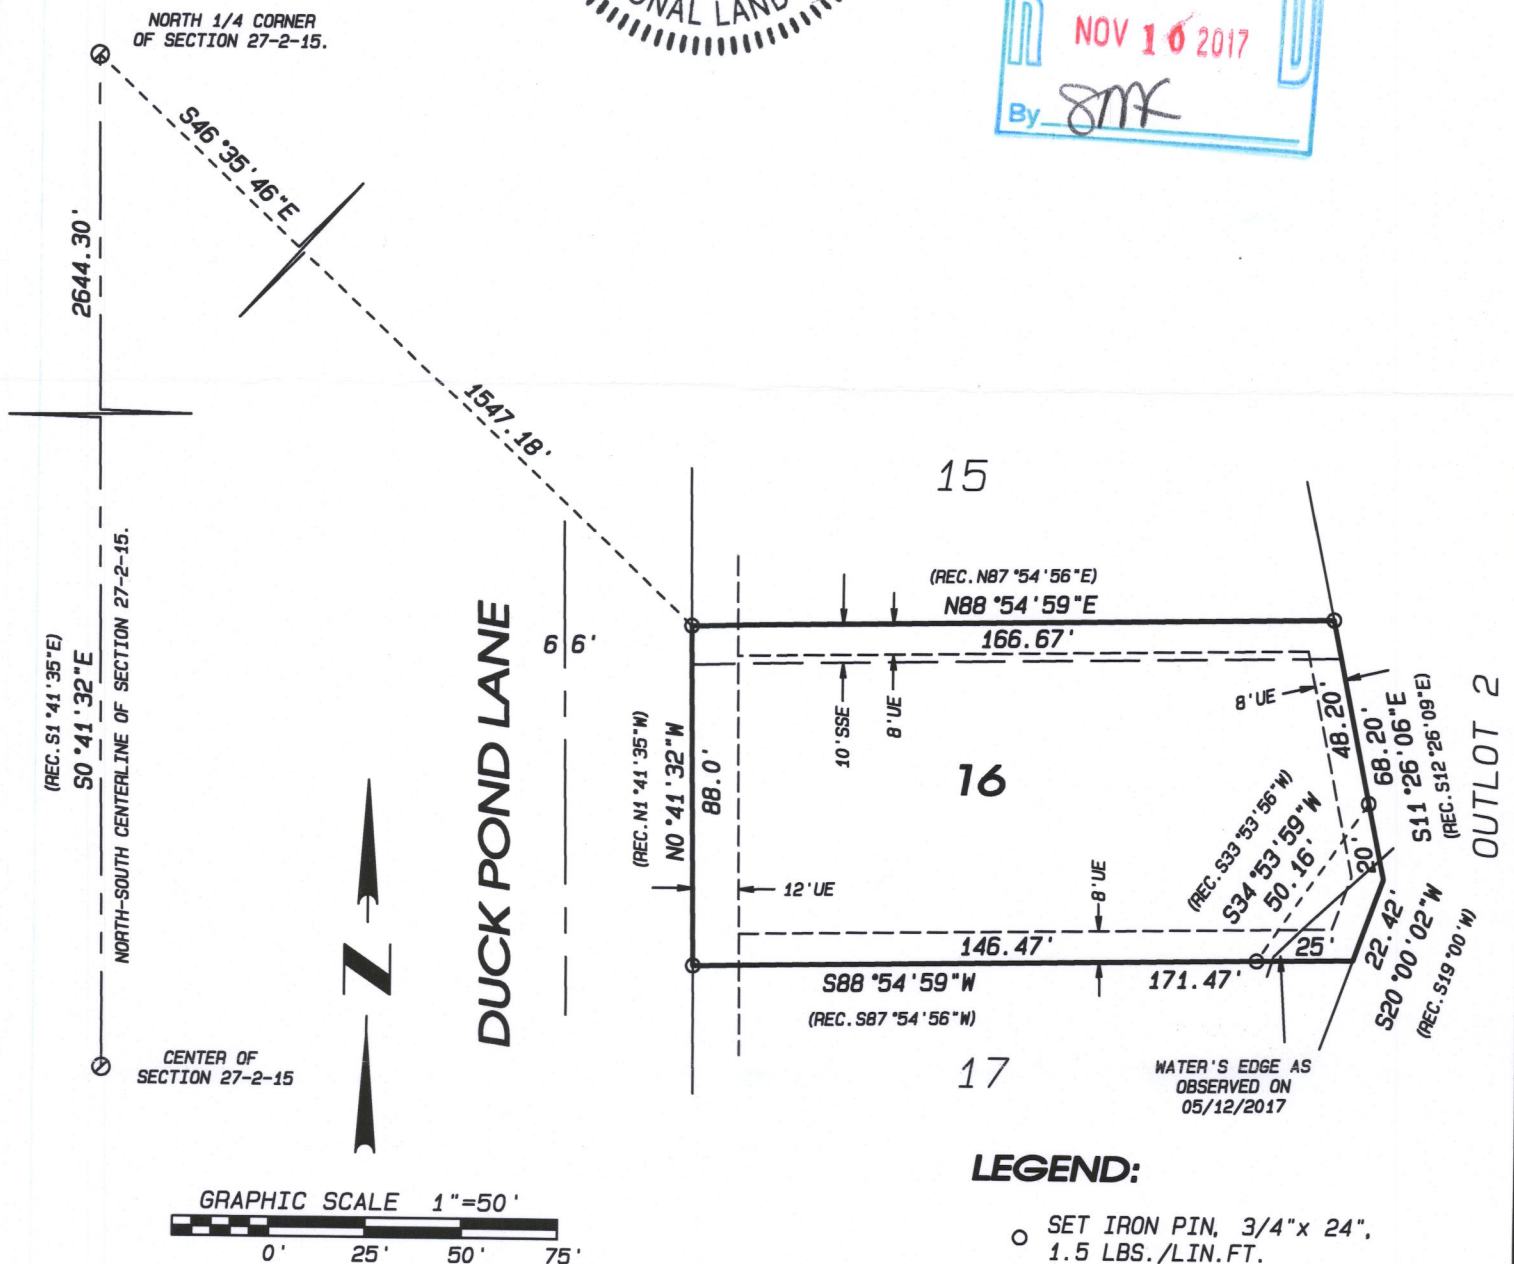 NORTH 1/4 CORNER
OF SECTION 27-2-15.
ONAL LAND
NOV 16 2017
By SMK
S46°35'46"E
2644.30'
1547.18'
(REC. S1°41'35"E)
S0°41'32"E
NORTH-SOUTH CENTERLINE OF SECTION 27-2-15.
DUCK POND LANE
66'
15
(REC. N87°54'56"E)
N88°54'59"E
166.67'
(REC. N1°41'35"W)
N0°41'32"W
88.0'
10'SSE
8'UE
8'UE
48.20'
68.20'
S11°26'06"E
(REC. S12°26'09"E)
OUTLOT 2
16
(REC. S33°53'56"W)
S34°53'59"W
50.16'
20'
12'UE
8'UE
146.47'
25'
22.42'
S20°00'02"W
(REC. S19°00'W)
S88°54'59"W
171.47'
(REC. S87°54'56"W)
CENTER OF
SECTION 27-2-15
N
17
WATER'S EDGE AS
OBSERVED ON
05/12/2017
LEGEND:
GRAPHIC SCALE 1"=50'
0' 25' 50' 75'
SET IRON PIN, 3/4"x 24",
1.5 LBS./LIN.FT.